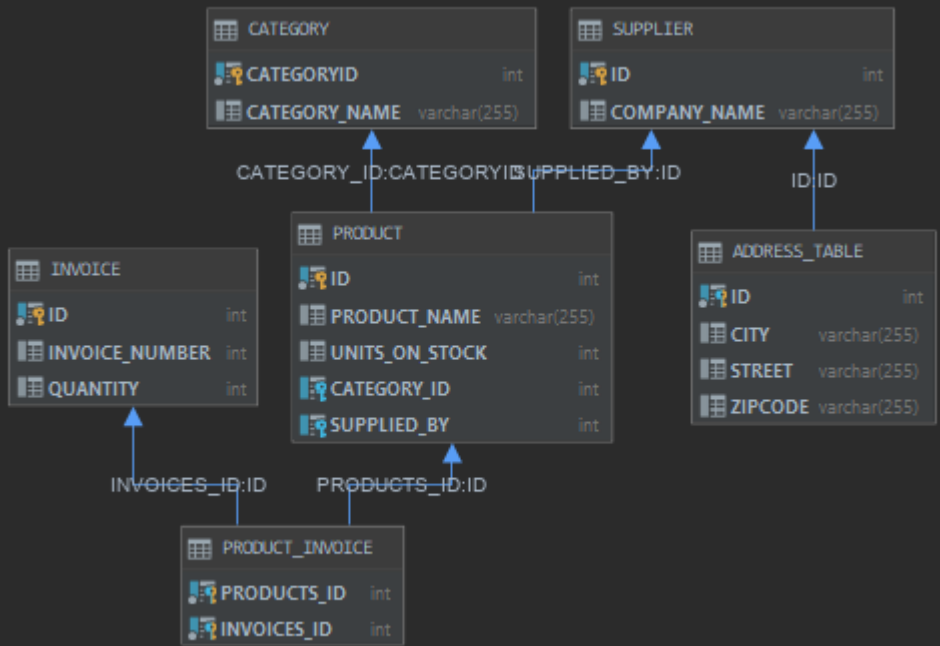 CATEGORY
CATEGORYID int
CATEGORY_NAME varchar(255)
SUPPLIER
ID int
COMPANY_NAME varchar(255)
CATEGORY_ID:CATEGORYID
SUPPLIED_BY:ID
ID:ID
PRODUCT
ID int
PRODUCT_NAME varchar(255)
UNITS_ON_STOCK int
CATEGORY_ID int
SUPPLIED_BY int
ADDRESS_TABLE
ID int
CITY varchar(255)
STREET varchar(255)
ZIPCODE varchar(255)
INVOICE
ID int
INVOICE_NUMBER int
QUANTITY int
INVOICES_ID:ID
PRODUCTS_ID:ID
PRODUCT_INVOICE
PRODUCTS_ID int
INVOICES_ID int